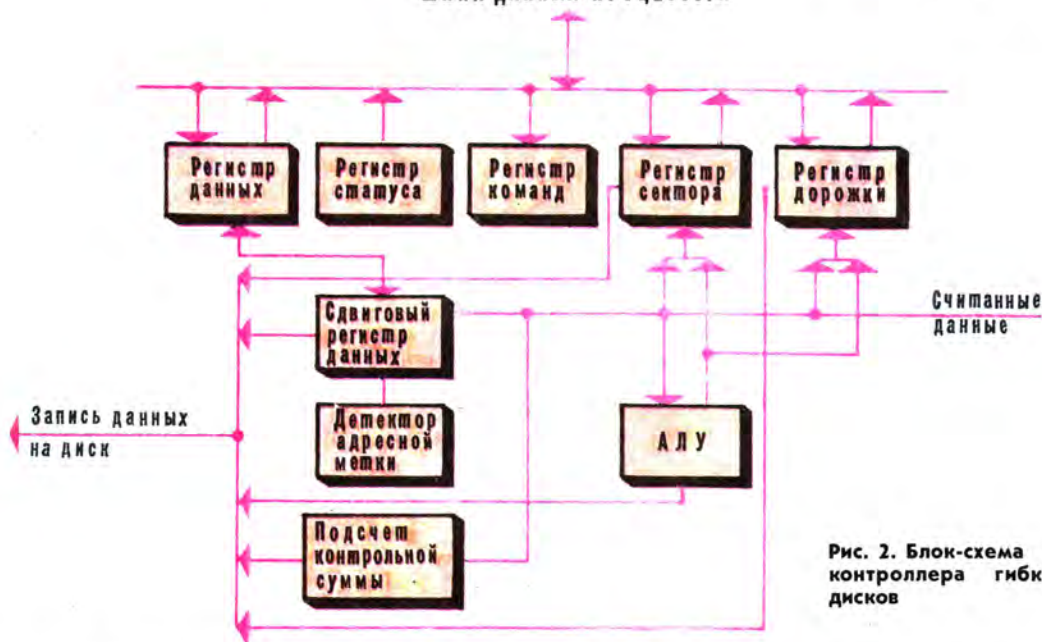 Регистр
данных
Регистр
статуса
Регистр
команд
Регистр
сектора
Регистр
дорожки
Сдвиговый
регистр
данных
Считанные
данные
Запись данных
на диск
Детектор
адресной
метки
АЛУ
Подсчет
контрольной
суммы
Рис. 2. Блок-схема
контроллера гибк
дисков